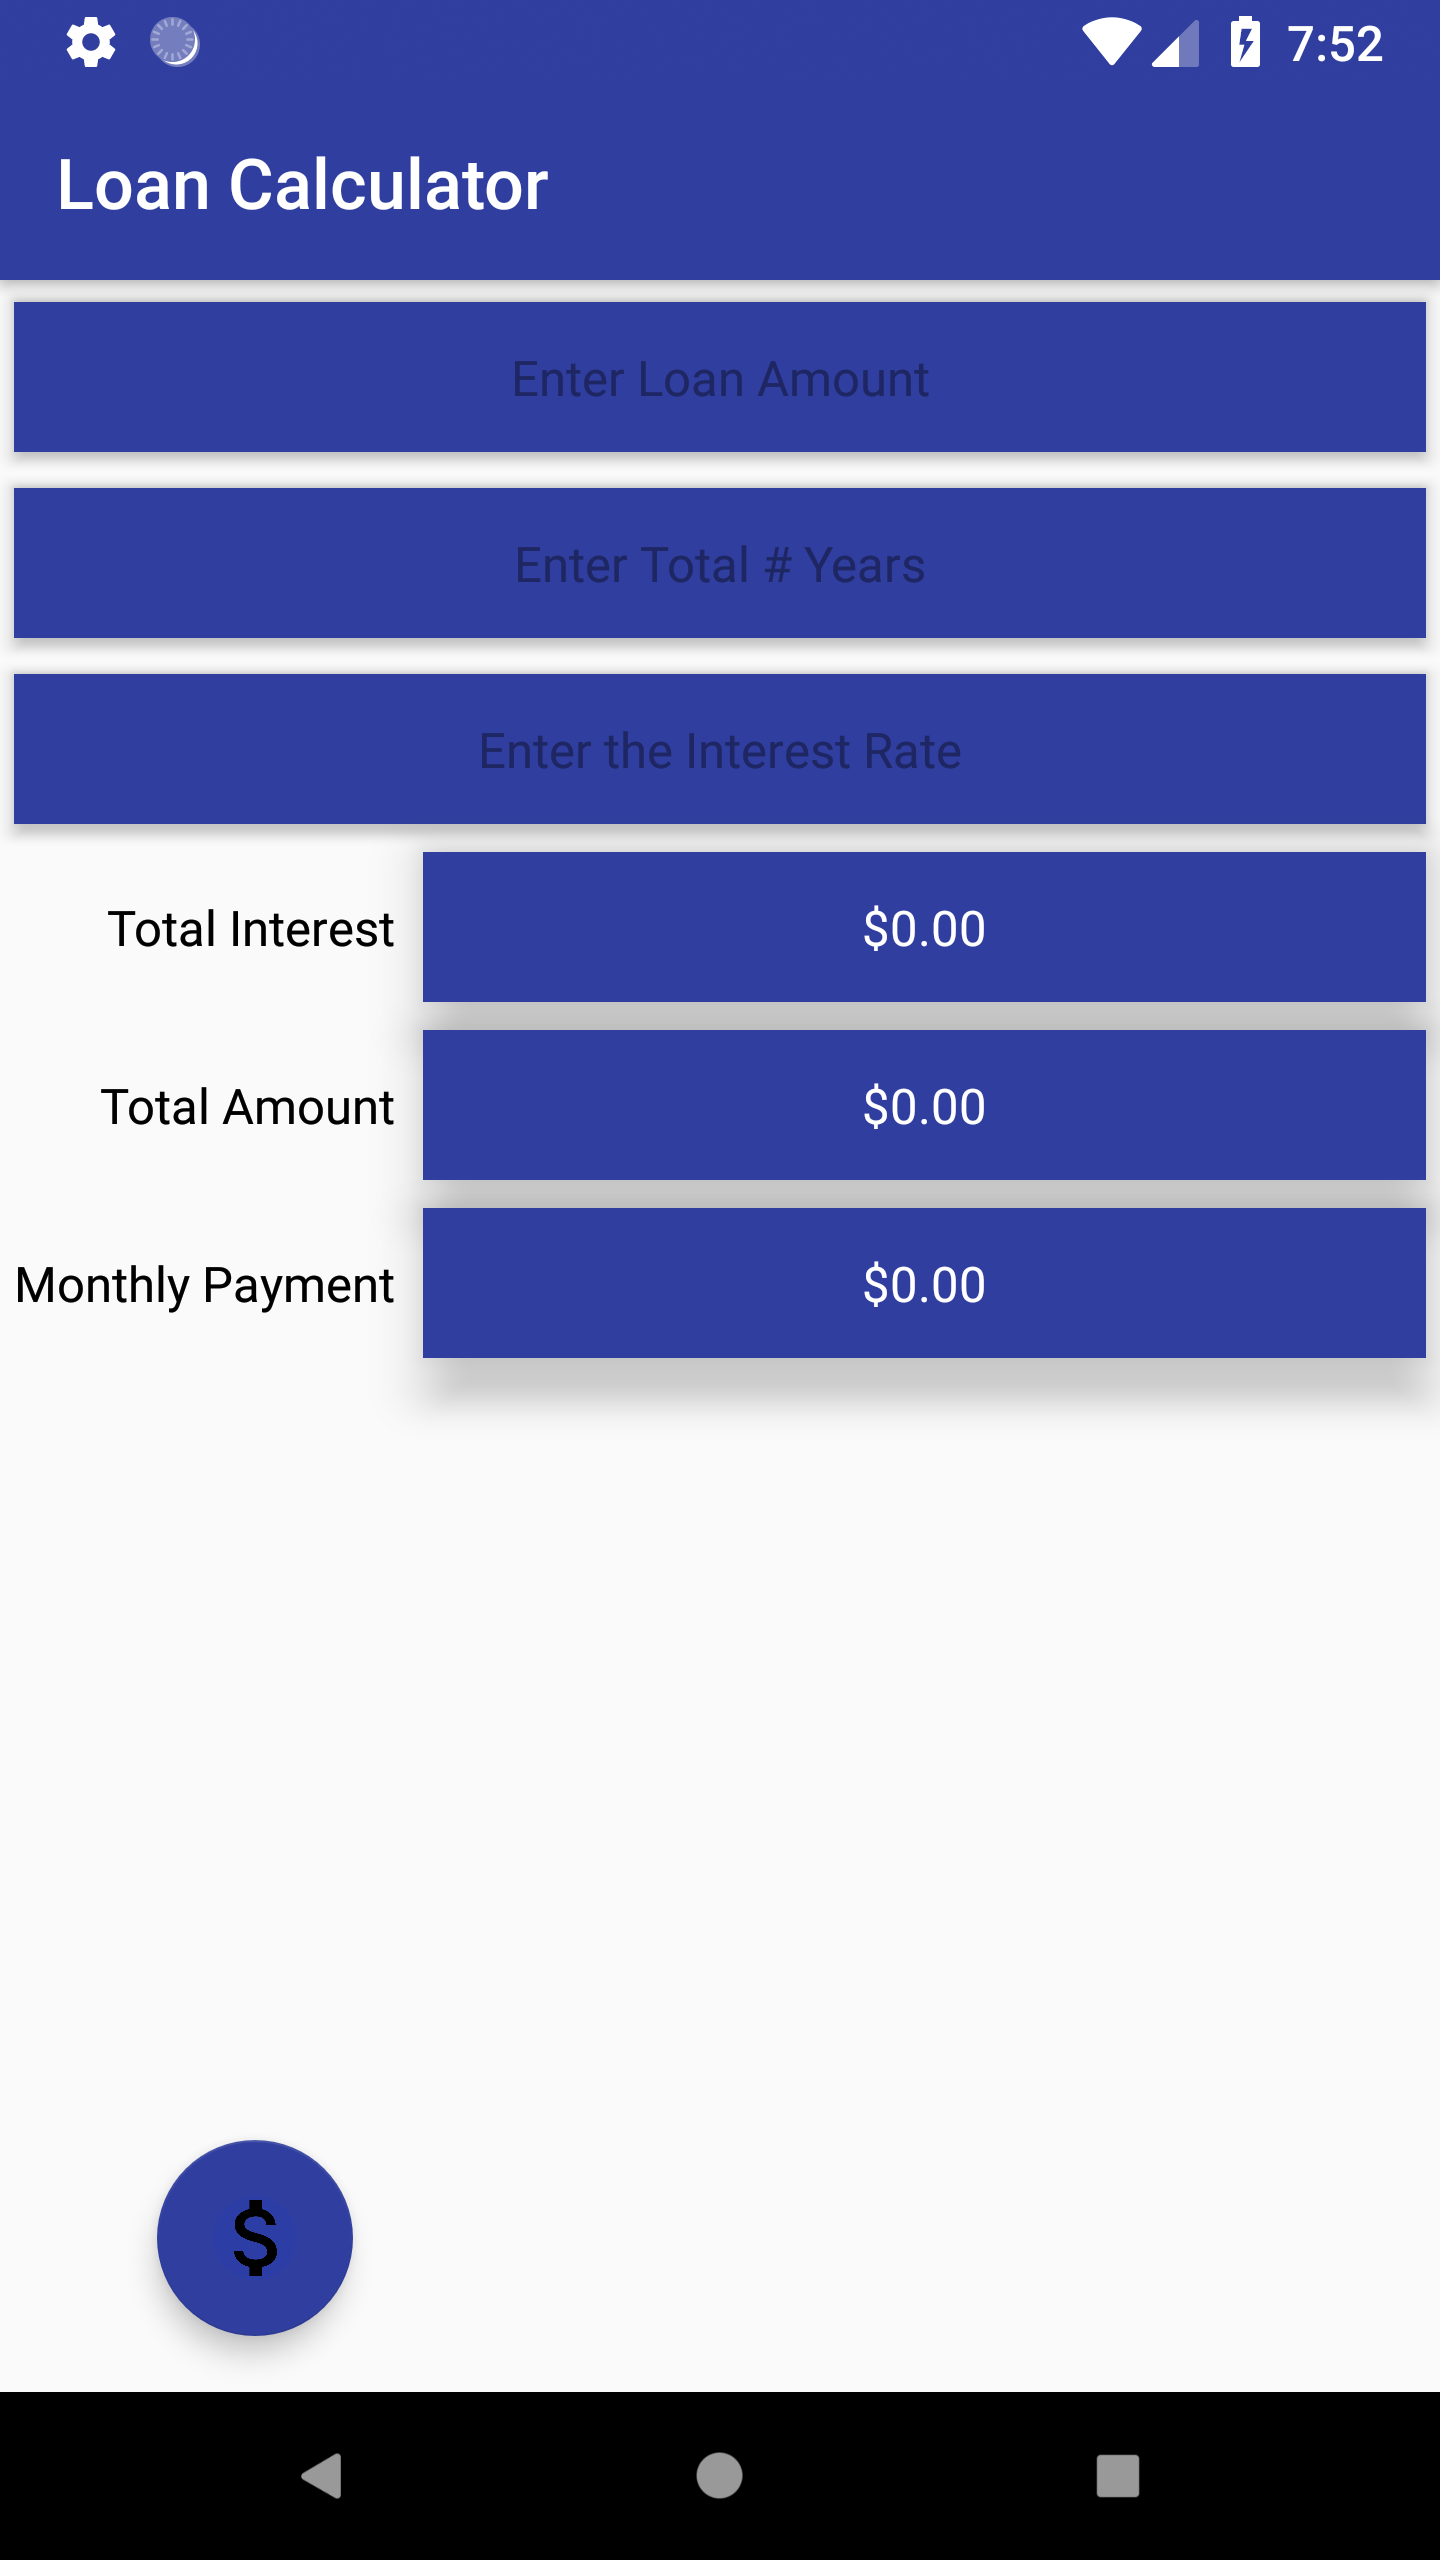 7:52
Loan Calculator
Enter Loan Amount
Enter Total # Years
Enter the Interest Rate
Total Interest $0.00
Total Amount $0.00
Monthly Payment $0.00
$